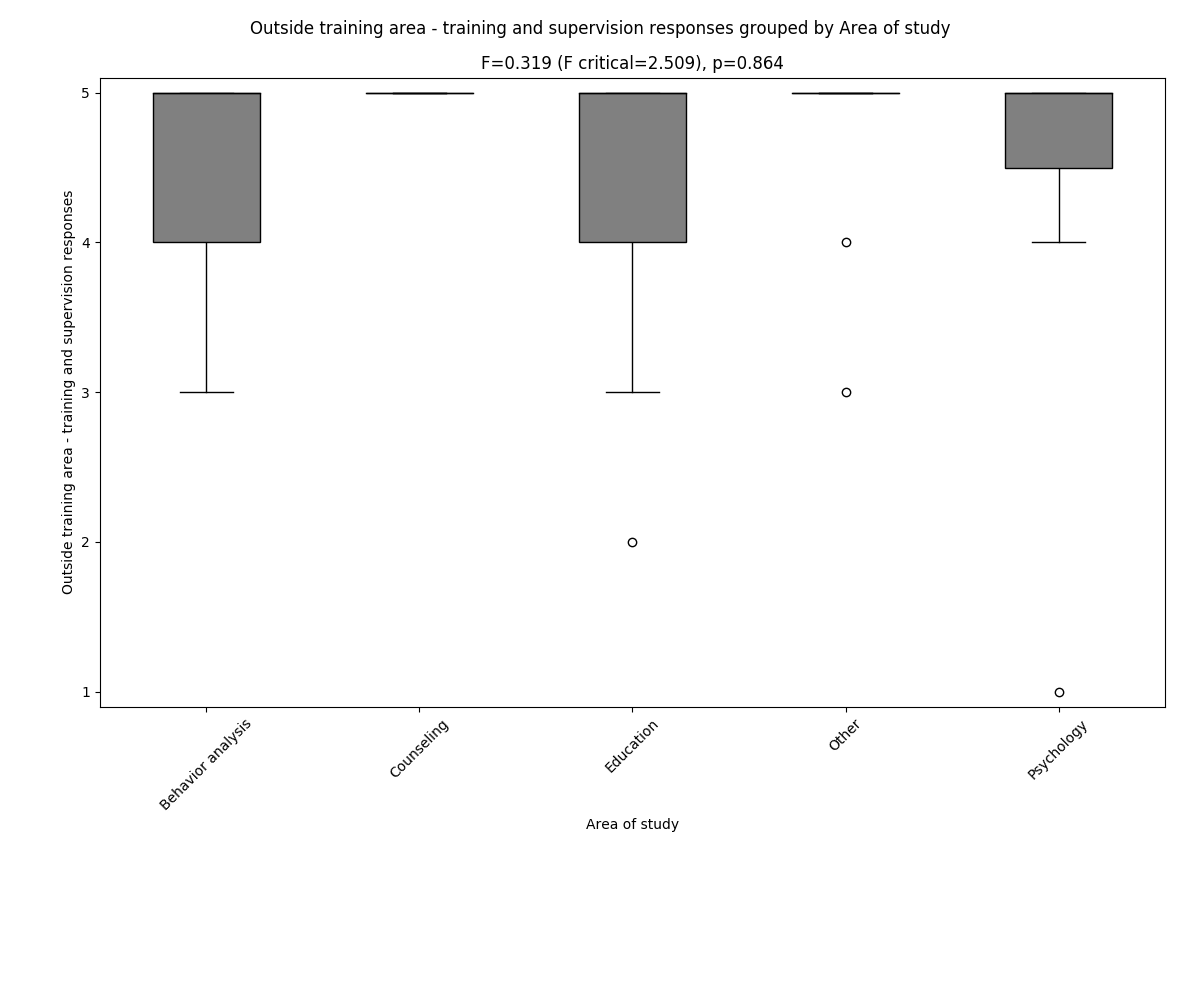 Outside training area - training and supervision responses grouped by Area of study
F=0.319 (F critical=2.509), p=0.864
Outside training area - training and supervision responses
5
4
3
2
1
Behavior analysis
Counseling
Education
Other
Psychology
Area of study